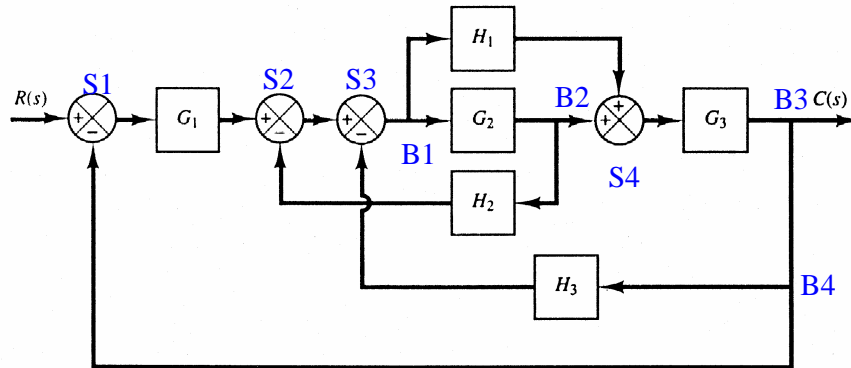 H₁
S1
S2
S3
R(s)
+
−
G₁
+
−
+
−
G₂
B2
+
+
G₃
B3
C(s)
B1
S4
H₂
H₃
B4